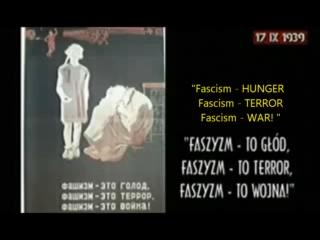 17 IX 1939
"Fascism - HUNGER
Fascism - TERROR
Fascism - WAR! "
"FASZYZM - TO GŁÓD,
FASZYZM - TO TERROR,
FASZYZM - TO WOJNA!"
ФАШИЗМ-ЭТО ГОЛОД,
ФАШИЗМ-ЭТО ТЕРРОР,
ФАШИЗМ-ЭТО ВОЙНА!